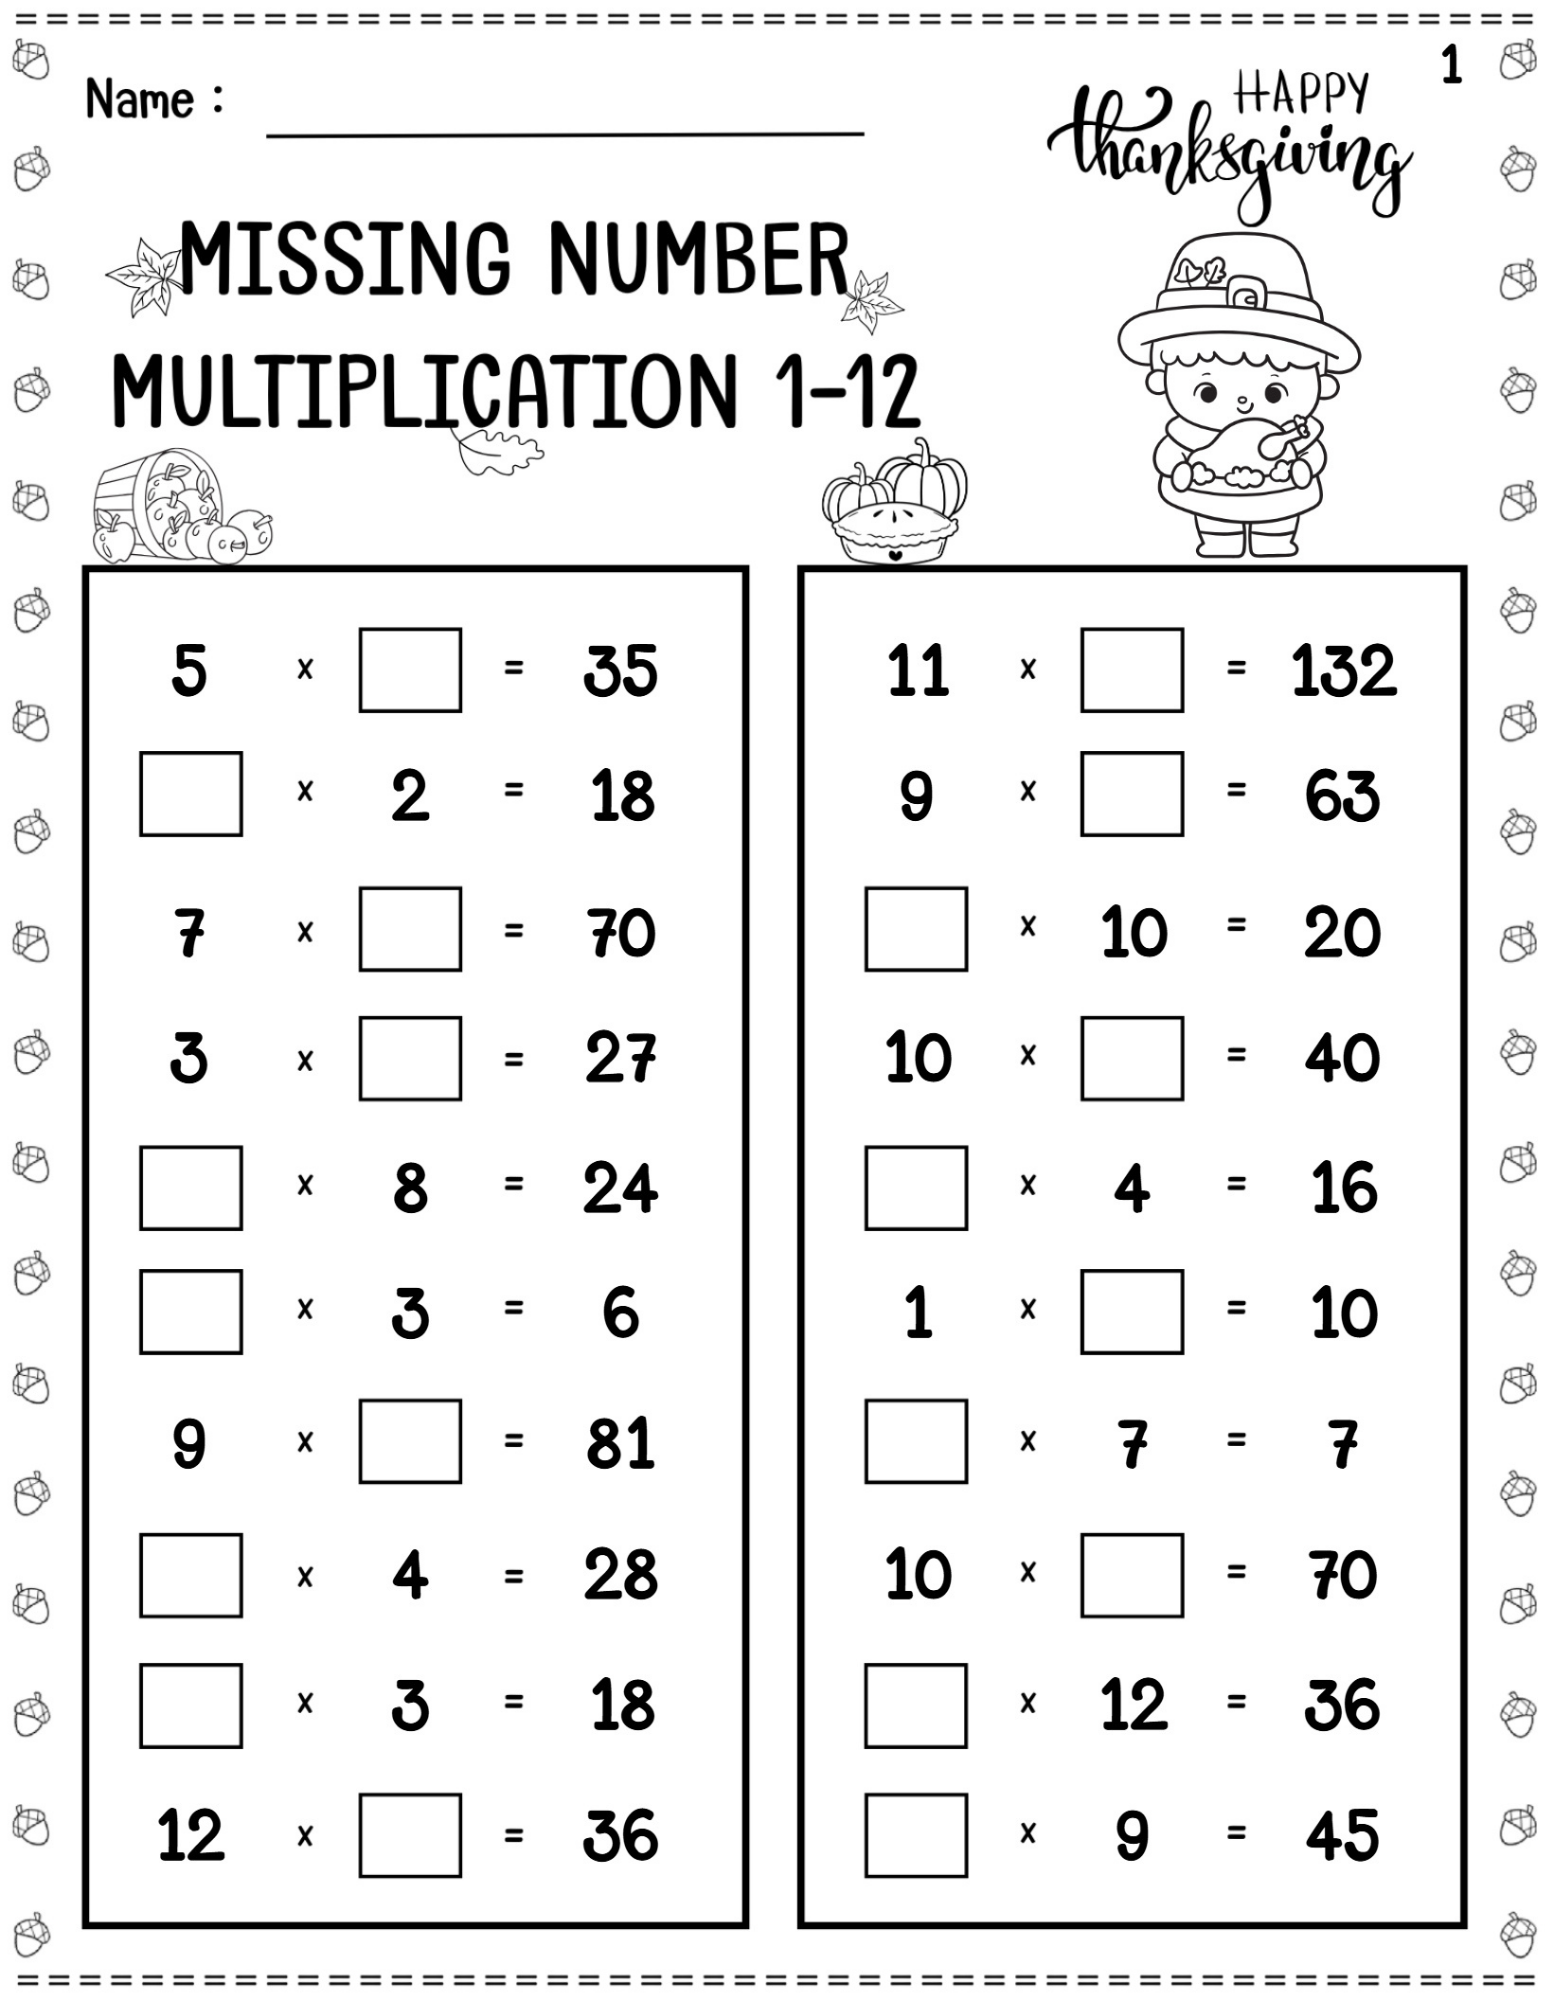 1
Name :
HAPPY
thanksgiving
MISSING NUMBER
MULTIPLICATION 1-12
5 x = 35
x 2 = 18
7 x = 70
3 x = 27
x 8 = 24
x 3 = 6
9 x = 81
x 4 = 28
x 3 = 18
12 x = 36
11 x = 132
9 x = 63
x 10 = 20
10 x = 40
x 4 = 16
1 x = 10
x 7 = 7
10 x = 70
x 12 = 36
x 9 = 45